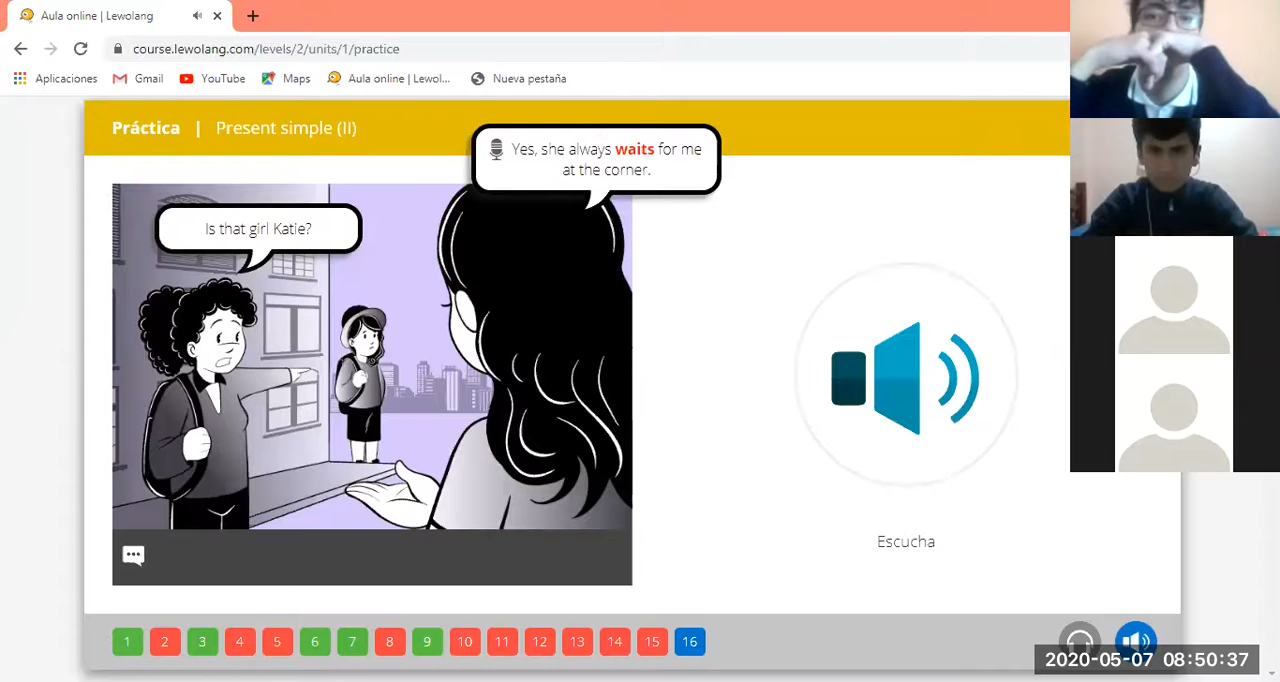 Aula online | Lewolang
course.lewolang.com/levels/2/units/1/practice
Aplicaciones Gmail YouTube Maps Aula online | Lewol... Nueva pestaña
Práctica | Present simple (II)
Yes, she always waits for me
at the corner.
Is that girl Katie?
Escucha
1 2 3 4 5 6 7 8 9 10 11 12 13 14 15 16
2020-05-07 08:50:37